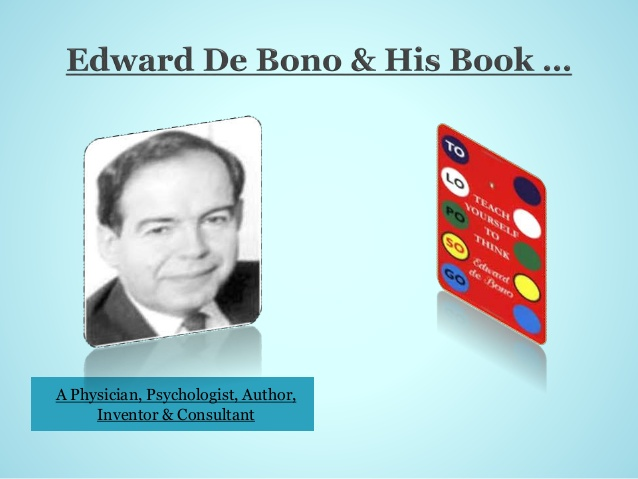 Edward De Bono & His Book ...
TO
LO
PO
SO
GO
TEACH
YOURSELF
TO
THINK
Edward
de Bono
A Physician, Psychologist, Author,
Inventor & Consultant